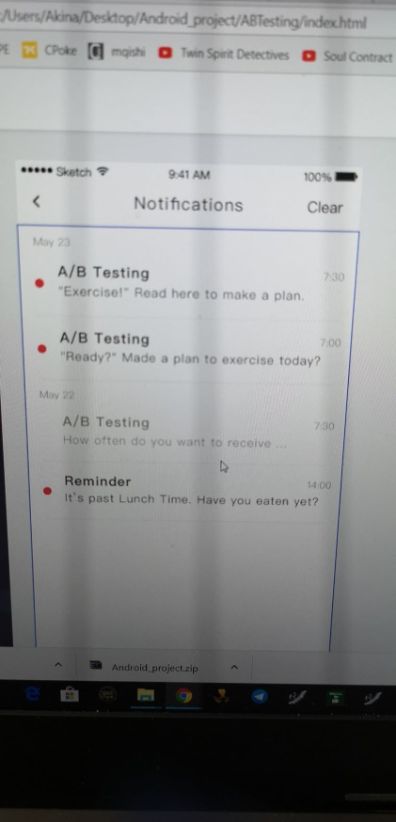 :/Users/Akina/Desktop/Android_project/ABTesting/index.html
PE CPoke mqishi Twin Spirit Detectives Soul Contract
Sketch 9:41 AM 100%
< Notifications Clear
May 23
A/B Testing 7:30
"Exercise!" Read here to make a plan.
A/B Testing 7:00
"Ready?" Made a plan to exercise today?
May 22
A/B Testing 7:30
How often do you want to receive ...
Reminder 14:00
It's past Lunch Time. Have you eaten yet?
Android_project.zip